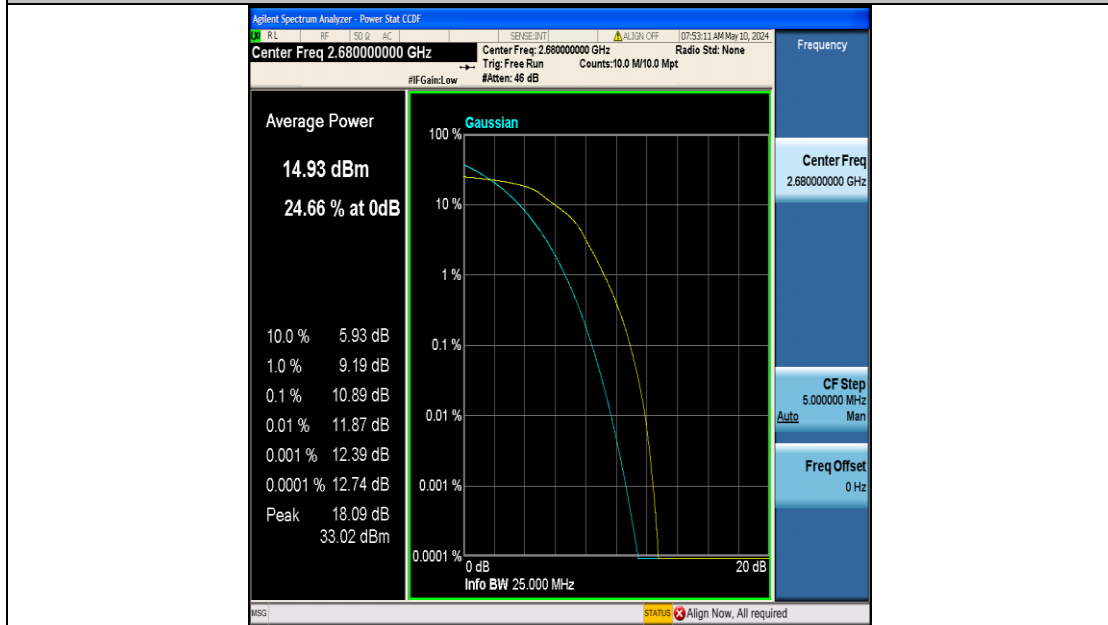 Agilent Spectrum Analyzer - Power Stat CCDF
RL RF 50 Ω AC SENSE:INT ALIGN OFF 07:53:11 AM May 10, 2024
Center Freq 2.680000000 GHz
Center Freq: 2.680000000 GHz Radio Std: None
Trig: Free Run Counts:10.0 M/10.0 Mpt
#IFGain:Low #Atten: 46 dB
Frequency
Average Power
14.93 dBm
24.66 % at 0dB
10.0 % 5.93 dB
1.0 % 9.19 dB
0.1 % 10.89 dB
0.01 % 11.87 dB
0.001 % 12.39 dB
0.0001 % 12.74 dB
Peak 18.09 dB
33.02 dBm
Gaussian
100 %
10 %
1 %
0.1 %
0.01 %
0.001 %
0.0001 %
0 dB 20 dB
Info BW 25.000 MHz
Center Freq
2.680000000 GHz
CF Step
5.000000 MHz
Auto Man
Freq Offset
0 Hz
MSG STATUS Align Now, All required